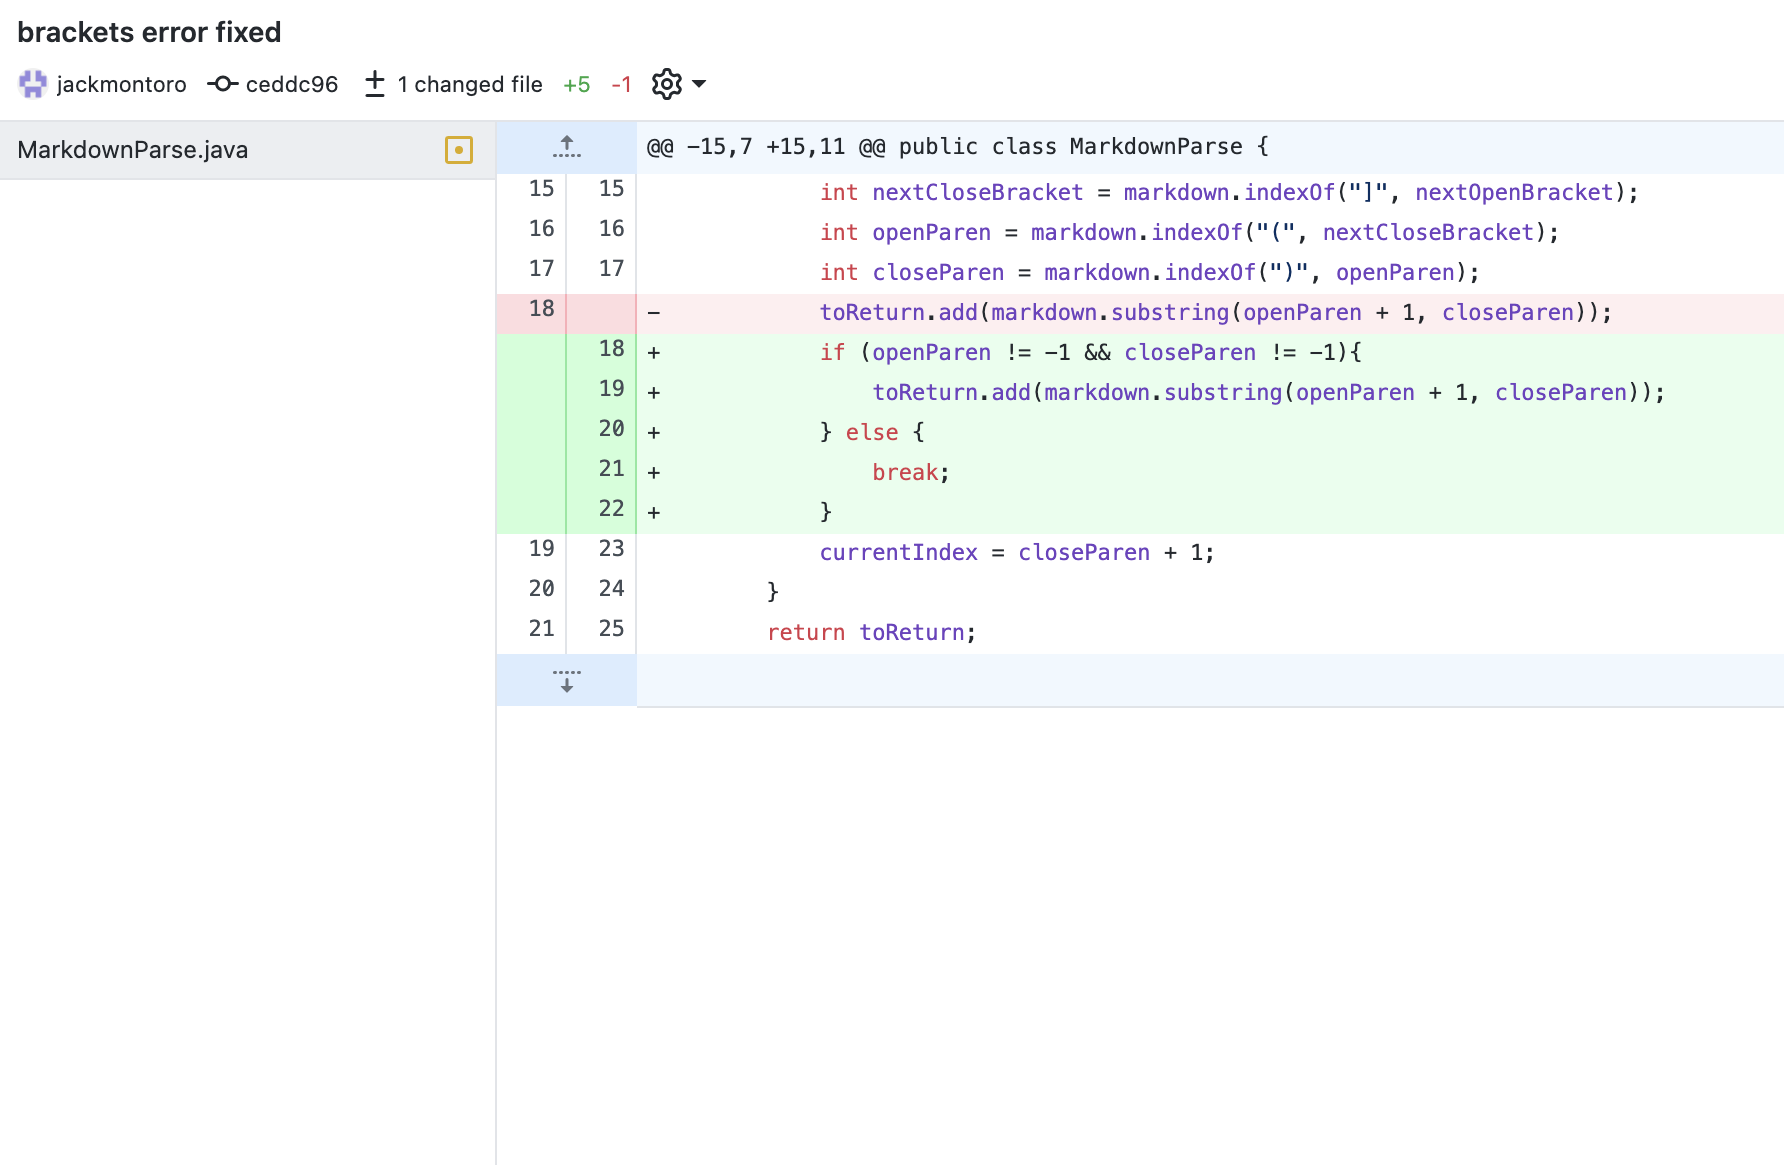 brackets error fixed
jackmontoro ceddc96 1 changed file +5 -1
MarkdownParse.java
@@ -15,7 +15,11 @@ public class MarkdownParse {
15 15 int nextCloseBracket = markdown.indexOf("]", nextOpenBracket);
16 16 int openParen = markdown.indexOf("(", nextCloseBracket);
17 17 int closeParen = markdown.indexOf(")", openParen);
18 - toReturn.add(markdown.substring(openParen + 1, closeParen));
18 + if (openParen != -1 && closeParen != -1){
19 + toReturn.add(markdown.substring(openParen + 1, closeParen));
20 + } else {
21 + break;
22 + }
19 23 currentIndex = closeParen + 1;
20 24 }
21 25 return toReturn;